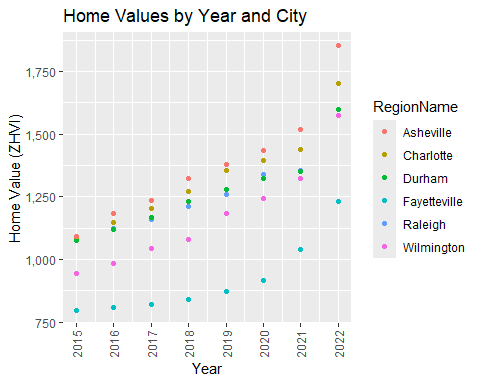 Home Values by Year and City
Home Value (ZHVI)
1,750
1,500
1,250
1,000
750
2015
2016
2017
2018
2019
2020
2021
2022
Year
RegionName
Asheville
Charlotte
Durham
Fayetteville
Raleigh
Wilmington